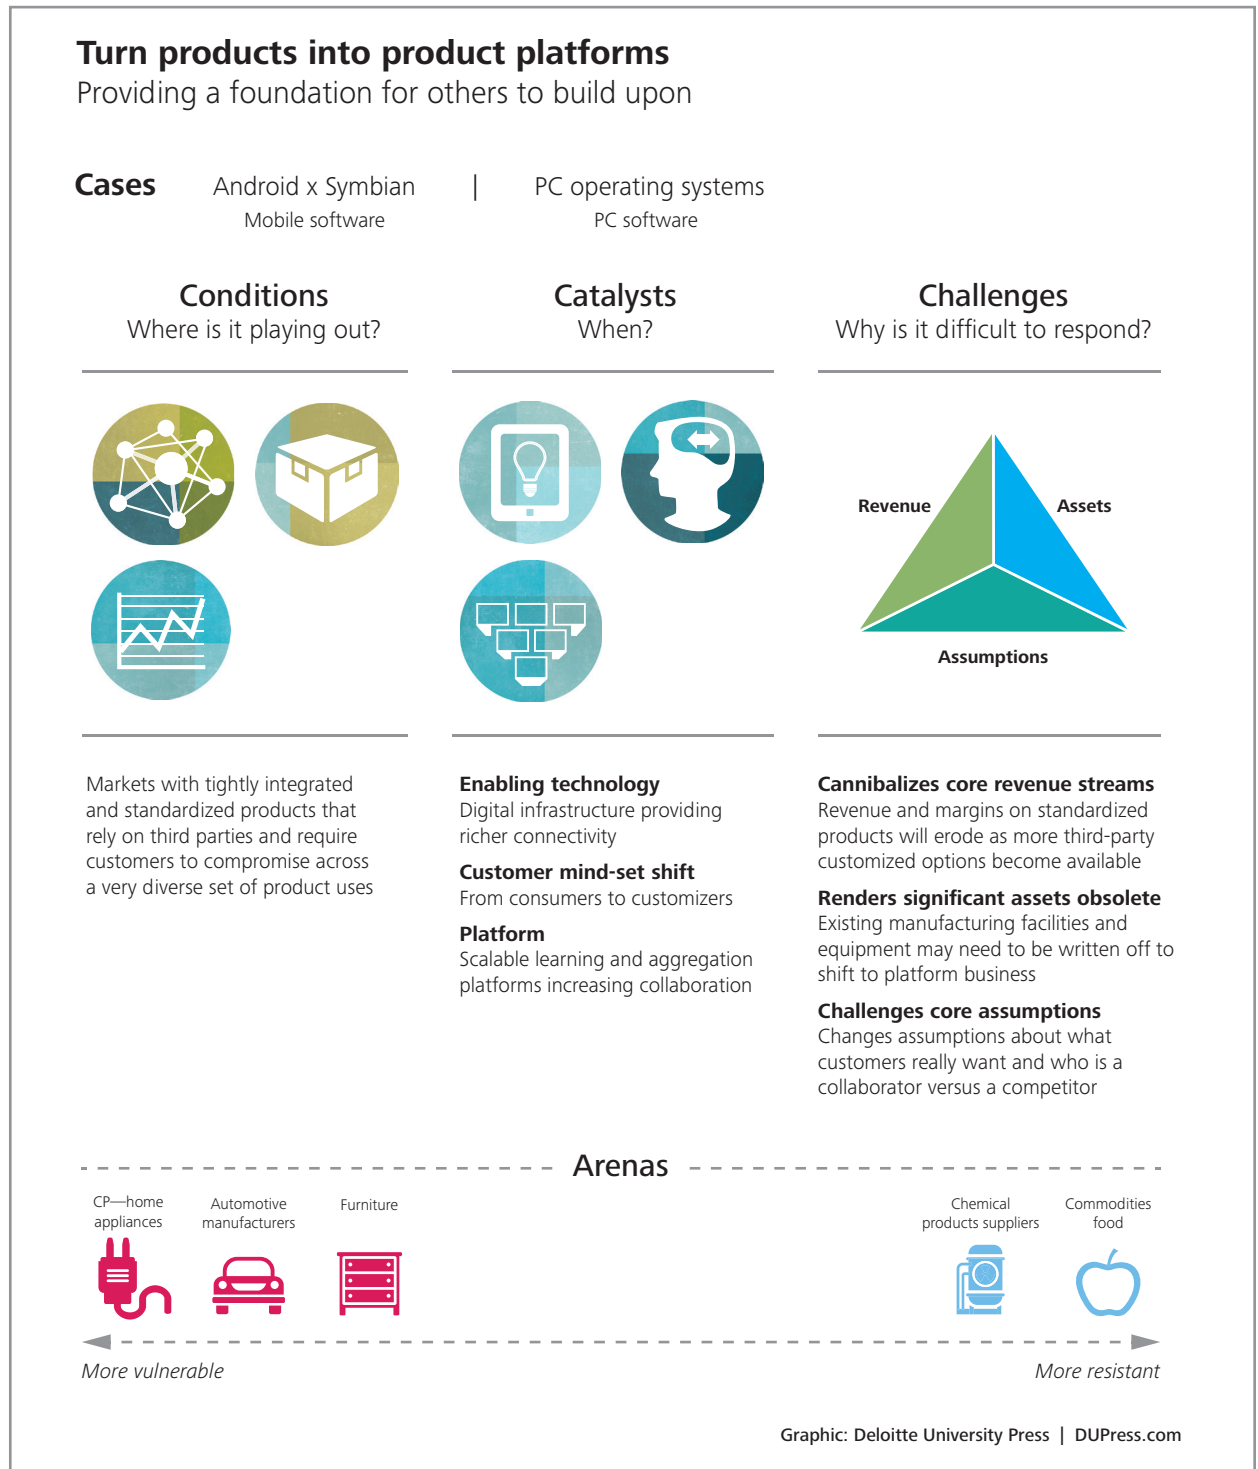 Turn products into product platforms
Providing a foundation for others to build upon
Cases
Android x Symbian | PC operating systems
Mobile software
PC software
Conditions
Where is it playing out?
Catalysts
When?
Challenges
Why is it difficult to respond?
Revenue
Assets
Assumptions
Markets with tightly integrated
and standardized products that
rely on third parties and require
customers to compromise across
a very diverse set of product uses
Enabling technology
Digital infrastructure providing
richer connectivity
Customer mind-set shift
From consumers to customizers
Platform
Scalable learning and aggregation
platforms increasing collaboration
Cannibalizes core revenue streams
Revenue and margins on standardized
products will erode as more third-party
customized options become available
Renders significant assets obsolete
Existing manufacturing facilities and
equipment may need to be written off to
shift to platform business
Challenges core assumptions
Changes assumptions about what
customers really want and who is a
collaborator versus a competitor
Arenas
CP—home
appliances
Automotive
manufacturers
Furniture
Chemical
products suppliers
Commodities
food
More vulnerable
More resistant
Graphic: Deloitte University Press | DUPress.com